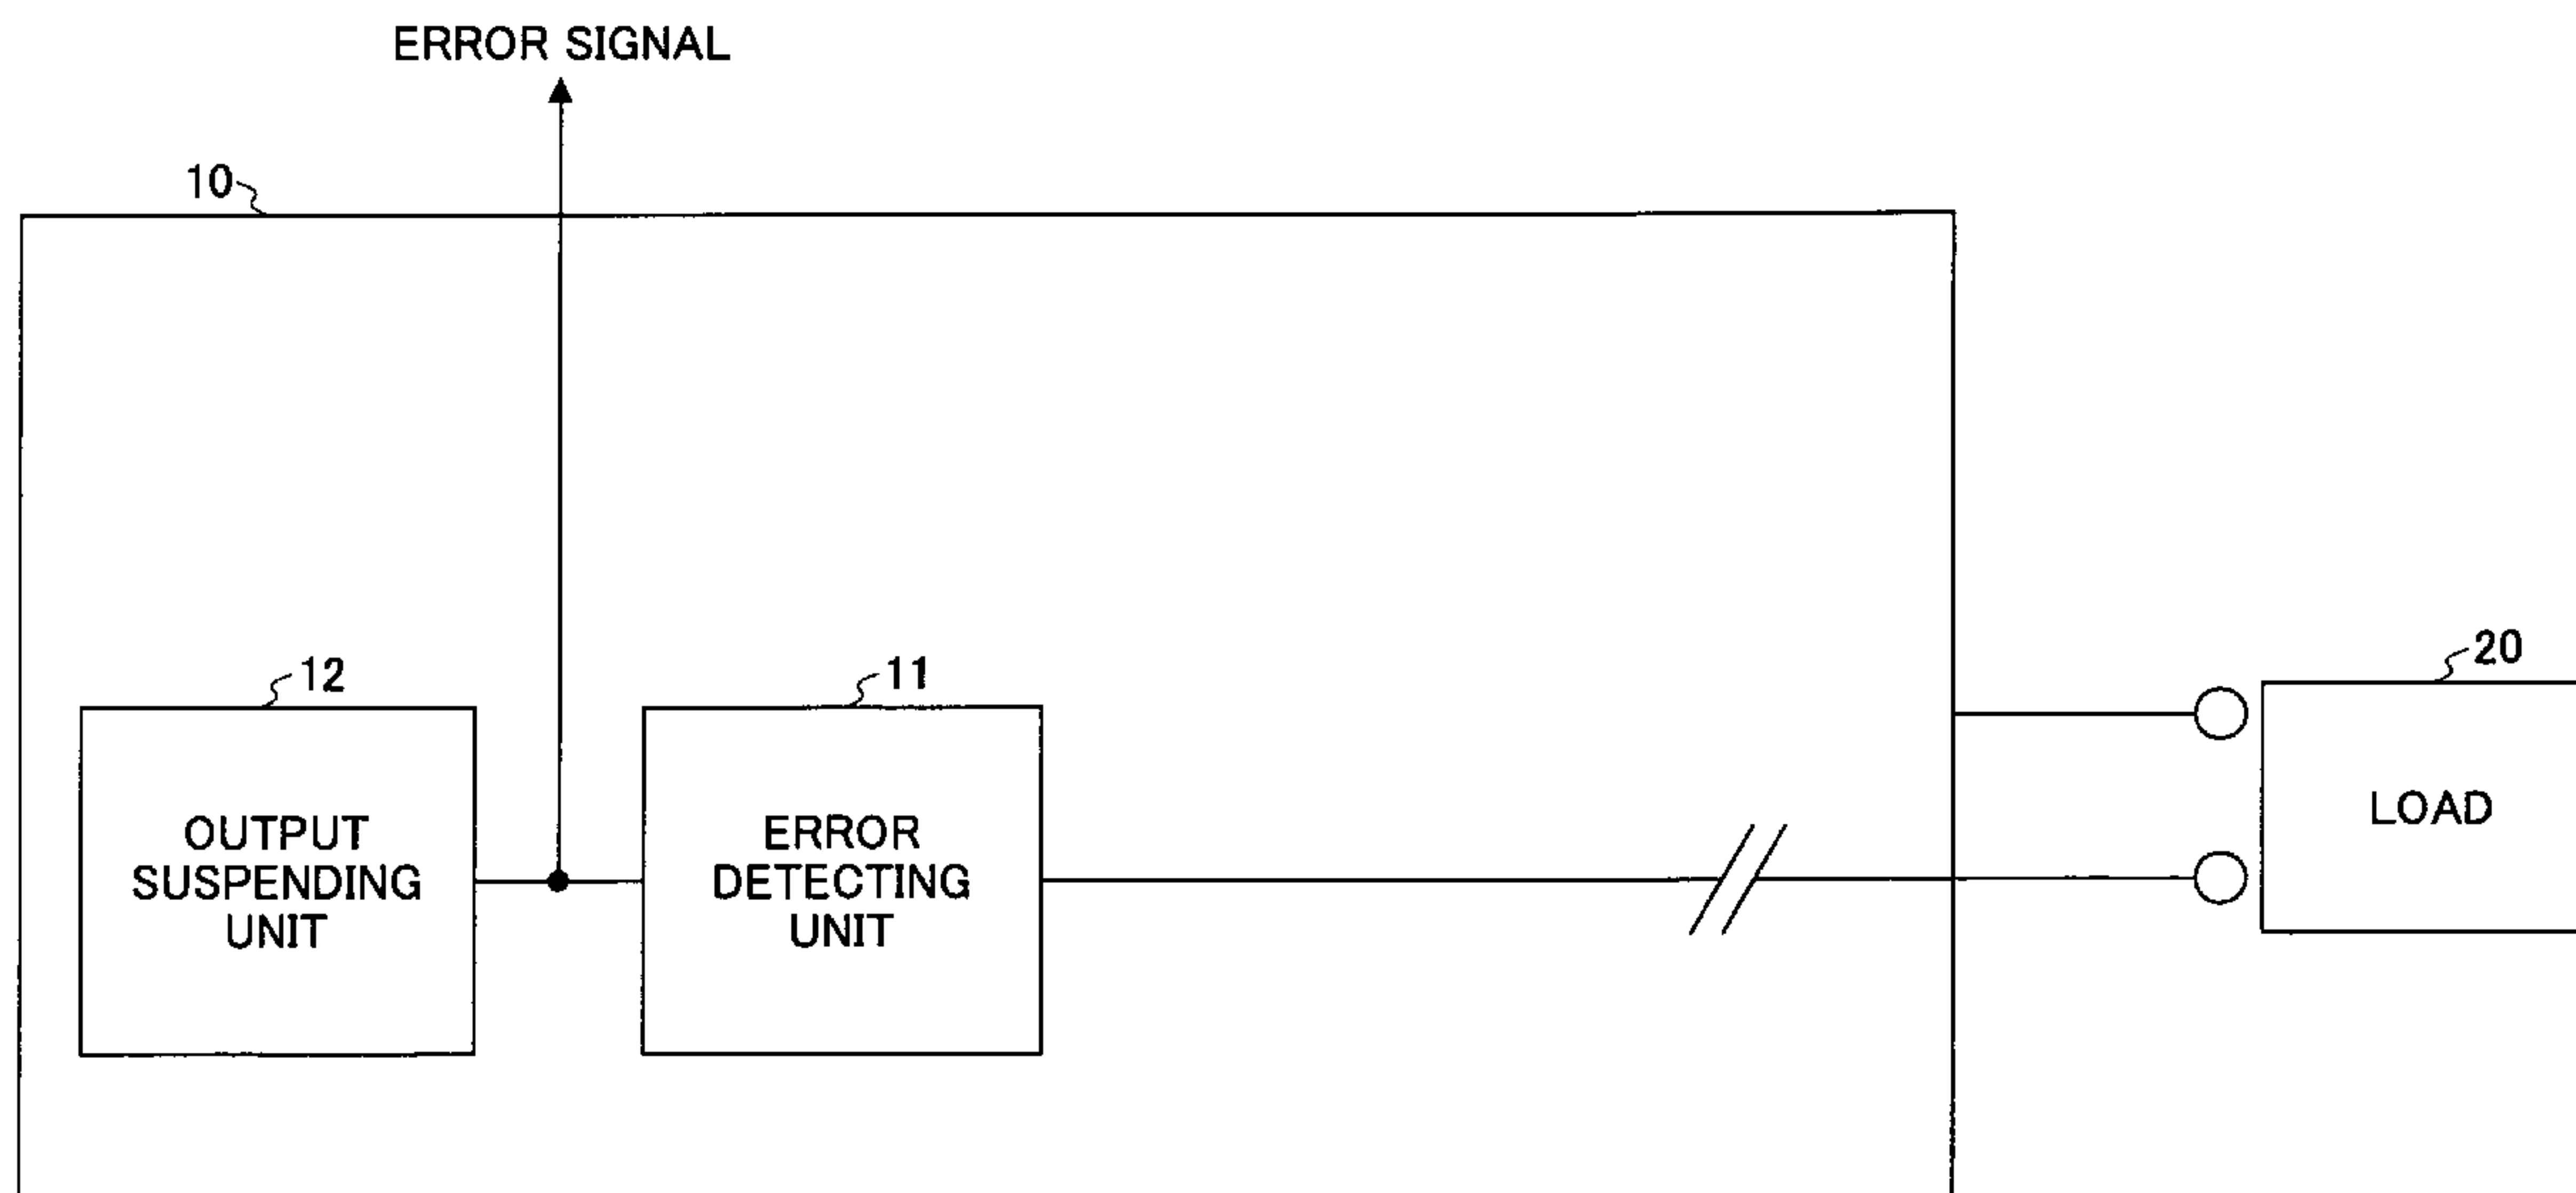 ERROR SIGNAL
10
12
11
20
OUTPUT
SUSPENDING
UNIT
ERROR
DETECTING
UNIT
LOAD